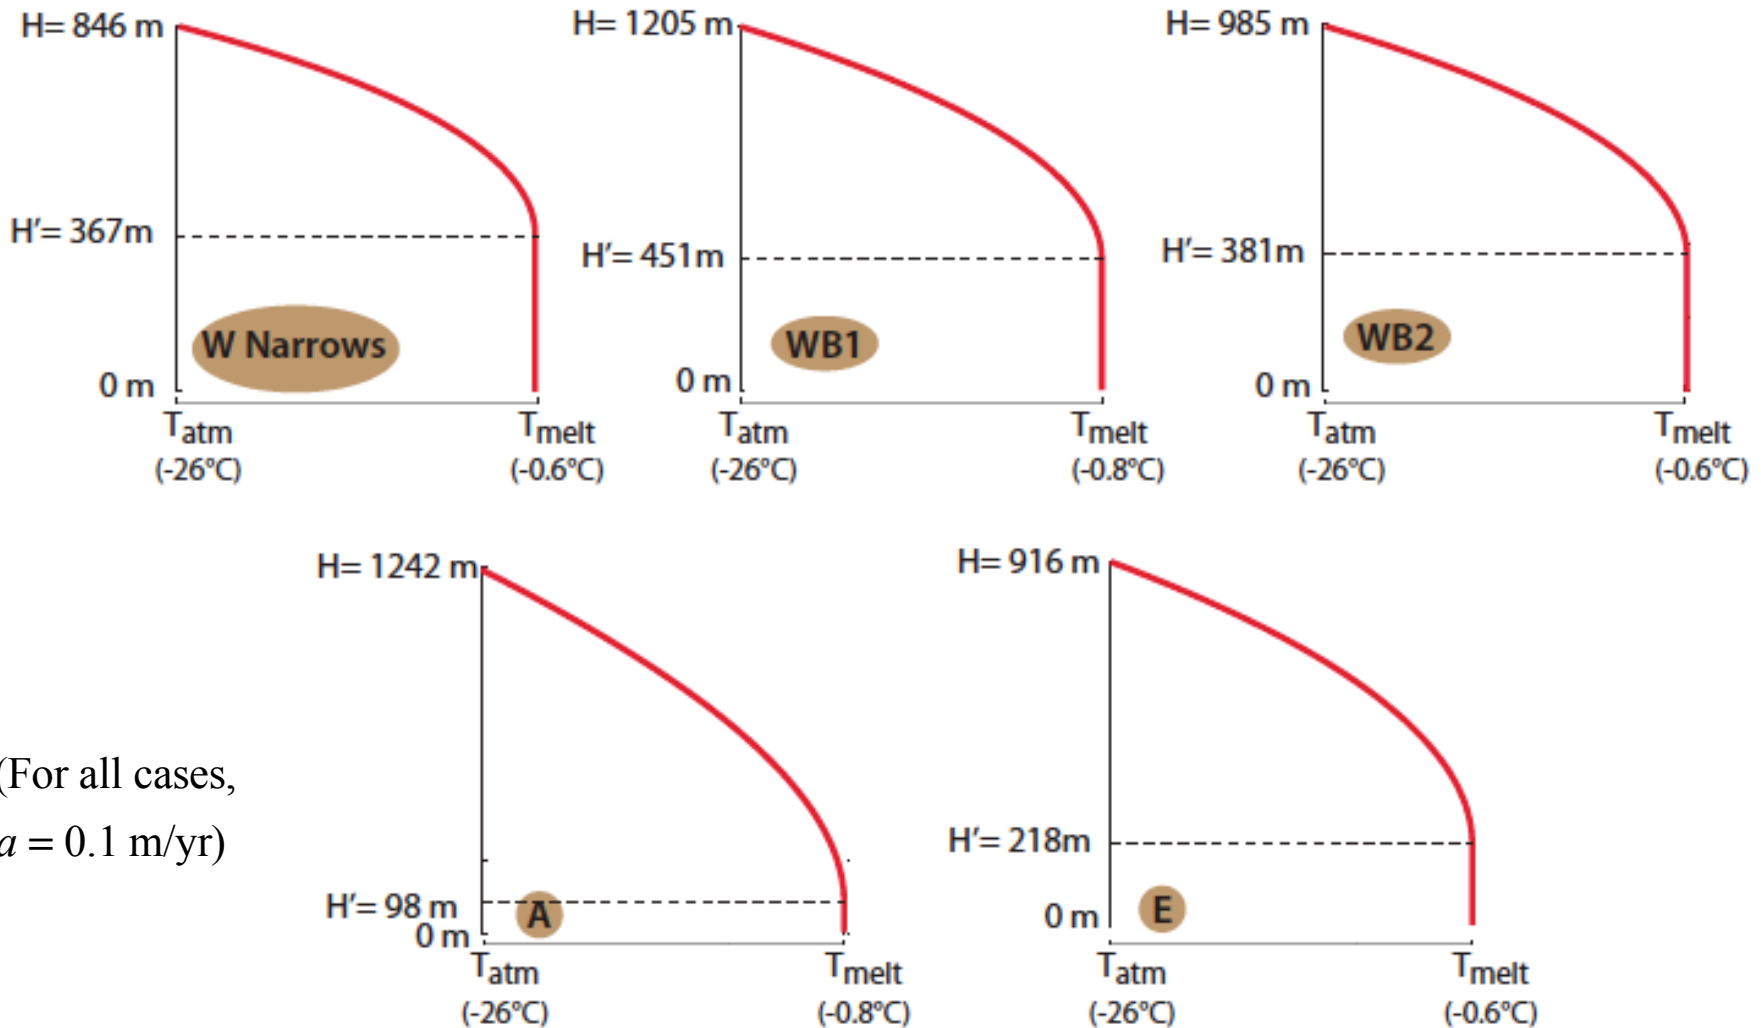 H= 846 m
H'= 367m
W Narrows
0 m
Tatm
(-26°C)
Tmelt
(-0.6°C)
H= 1205 m
H'= 451m
WB1
0 m
Tatm
(-26°C)
Tmelt
(-0.8°C)
H= 985 m
H'= 381m
WB2
0 m
Tatm
(-26°C)
Tmelt
(-0.6°C)
(For all cases,
a = 0.1 m/yr)
H= 1242 m
H'= 98 m
A
0 m
Tatm
(-26°C)
Tmelt
(-0.8°C)
H= 916 m
H'= 218m
E
0 m
Tatm
(-26°C)
Tmelt
(-0.6°C)